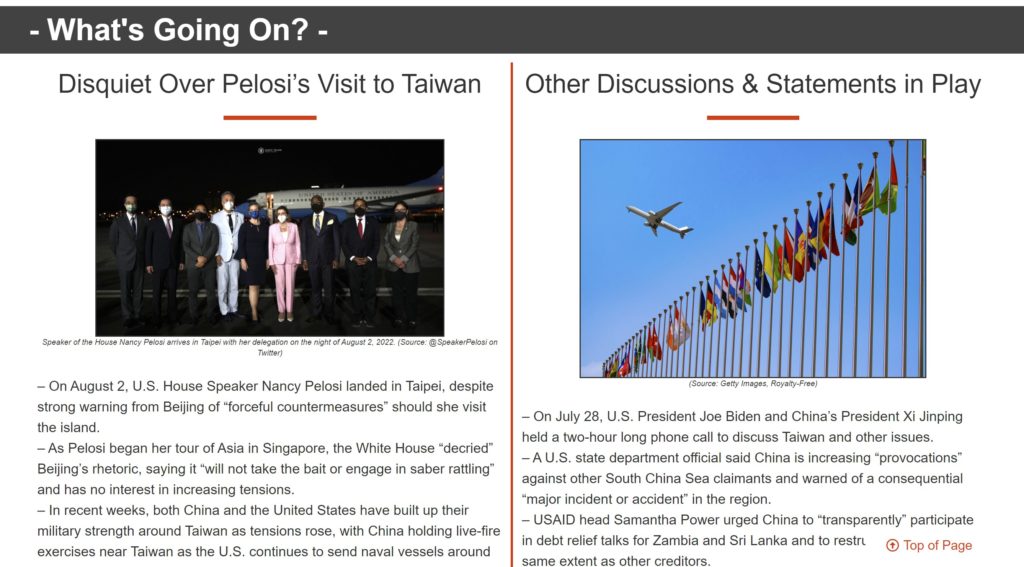 - What's Going On? -
Disquiet Over Pelosi’s Visit to Taiwan
UNITED STATES OF AMERICA
Speaker of the House Nancy Pelosi arrives in Taipei with her delegation on the night of August 2, 2022. (Source: @SpeakerPelosi on
Twitter)
– On August 2, U.S. House Speaker Nancy Pelosi landed in Taipei, despite
strong warning from Beijing of “forceful countermeasures” should she visit
the island.
– As Pelosi began her tour of Asia in Singapore, the White House “decried”
Beijing’s rhetoric, saying it “will not take the bait or engage in saber rattling”
and has no interest in increasing tensions.
– In recent weeks, both China and the United States have built up their
military strength around Taiwan as tensions rose, with China holding live-fire
exercises near Taiwan as the U.S. continues to send naval vessels around
Other Discussions & Statements in Play
(Source: Getty Images, Royalty-Free)
– On July 28, U.S. President Joe Biden and China’s President Xi Jinping
held a two-hour long phone call to discuss Taiwan and other issues.
– A U.S. state department official said China is increasing “provocations”
against other South China Sea claimants and warned of a consequential
“major incident or accident” in the region.
– USAID head Samantha Power urged China to “transparently” participate
in debt relief talks for Zambia and Sri Lanka and to restru
same extent as other creditors.
Top of Page